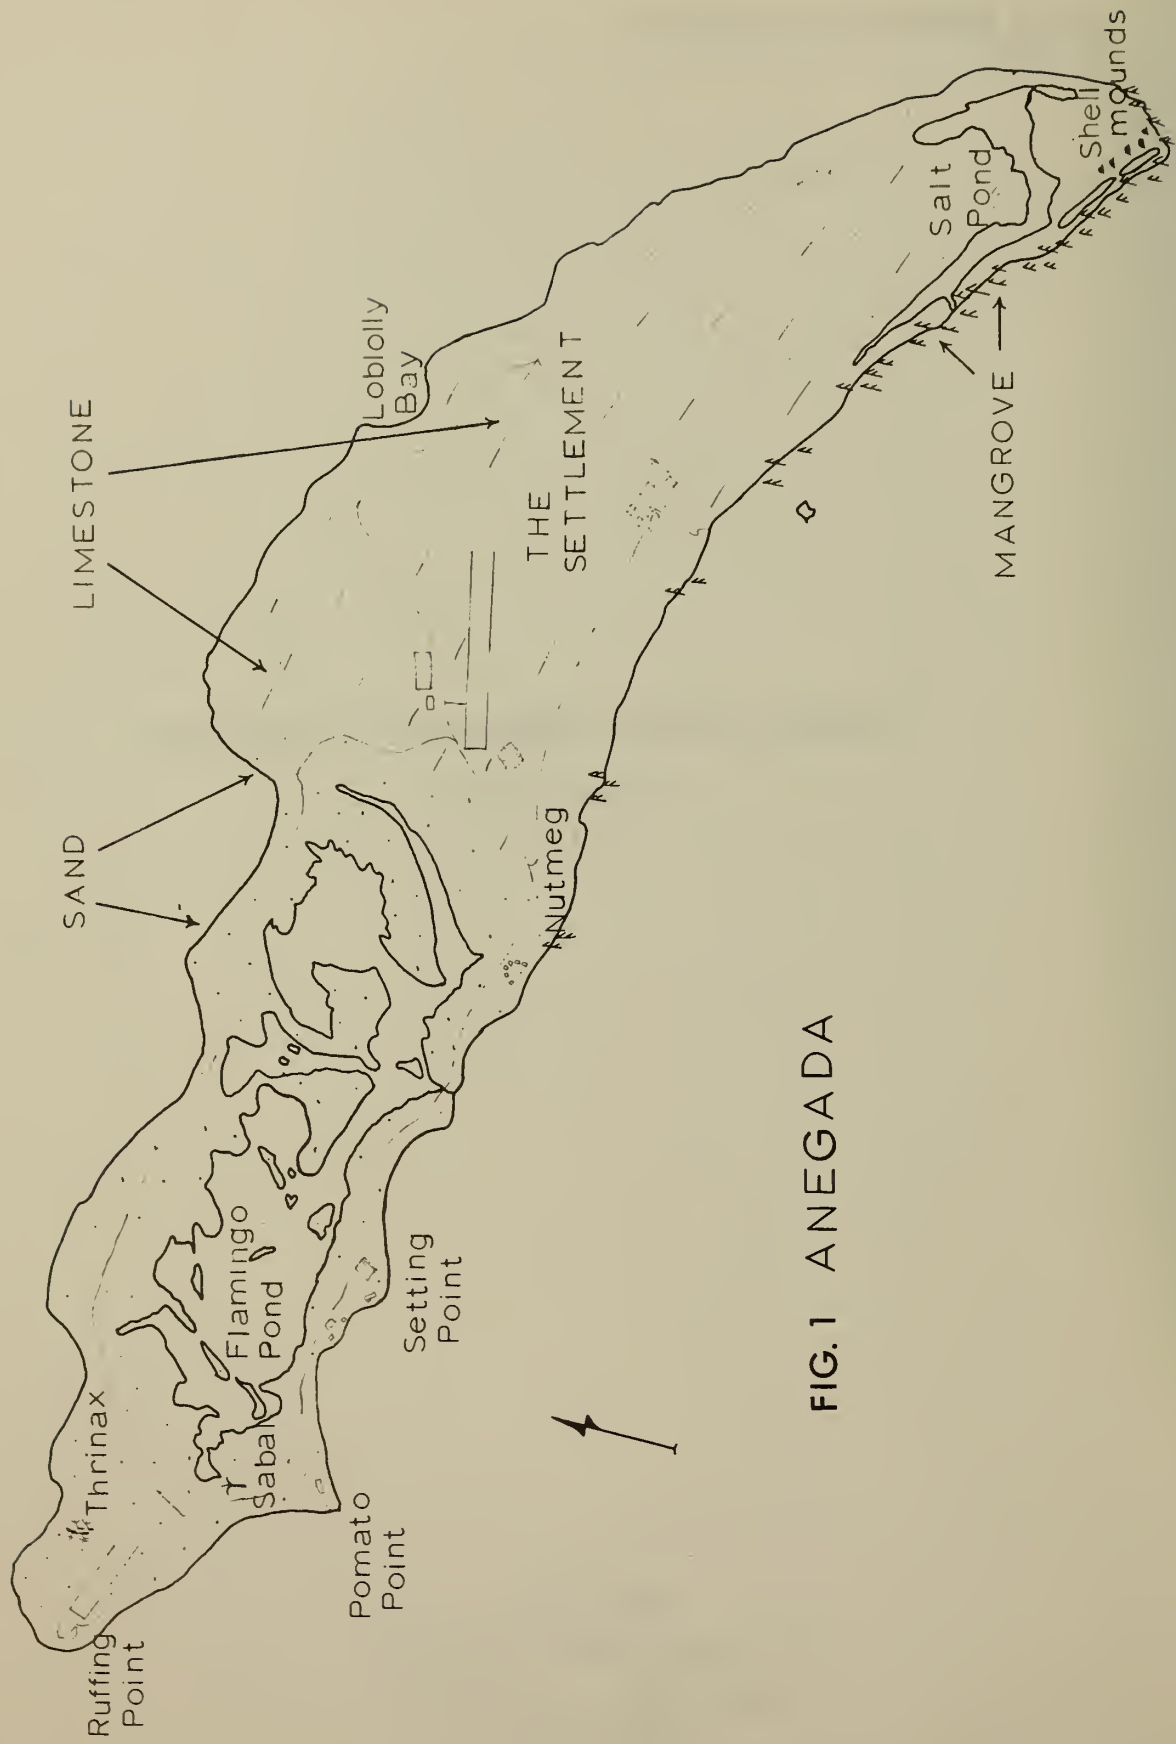 LIMESTONE
SAND
Loblolly
Bay
Thrinax
Ruffing
Point
THE
SETTLEMENT
Salt
Pond
Shell
mounds
Flamingo
Pond
Sabal
Nutmeg
Setting
Point
Pomato
Point
MANGROVE
FIG. 1 ANEGADA